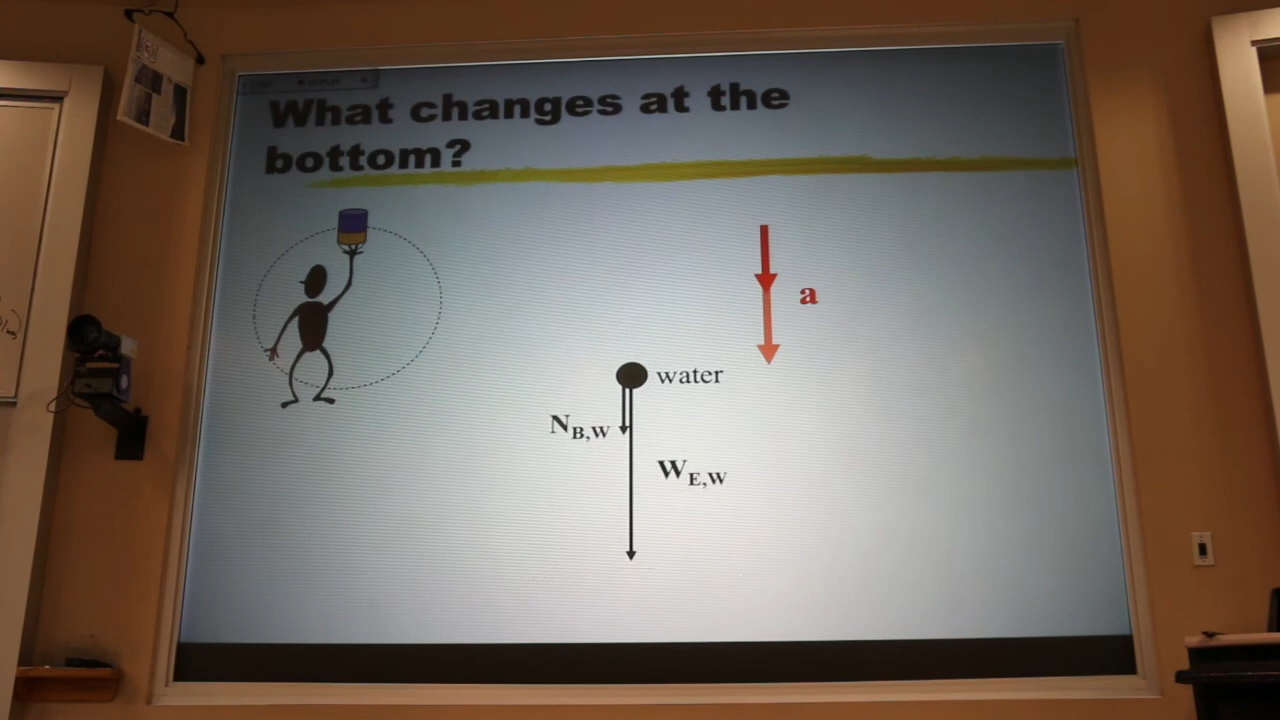 What changes at the
bottom?
a
water
N_B,W
W_E,W